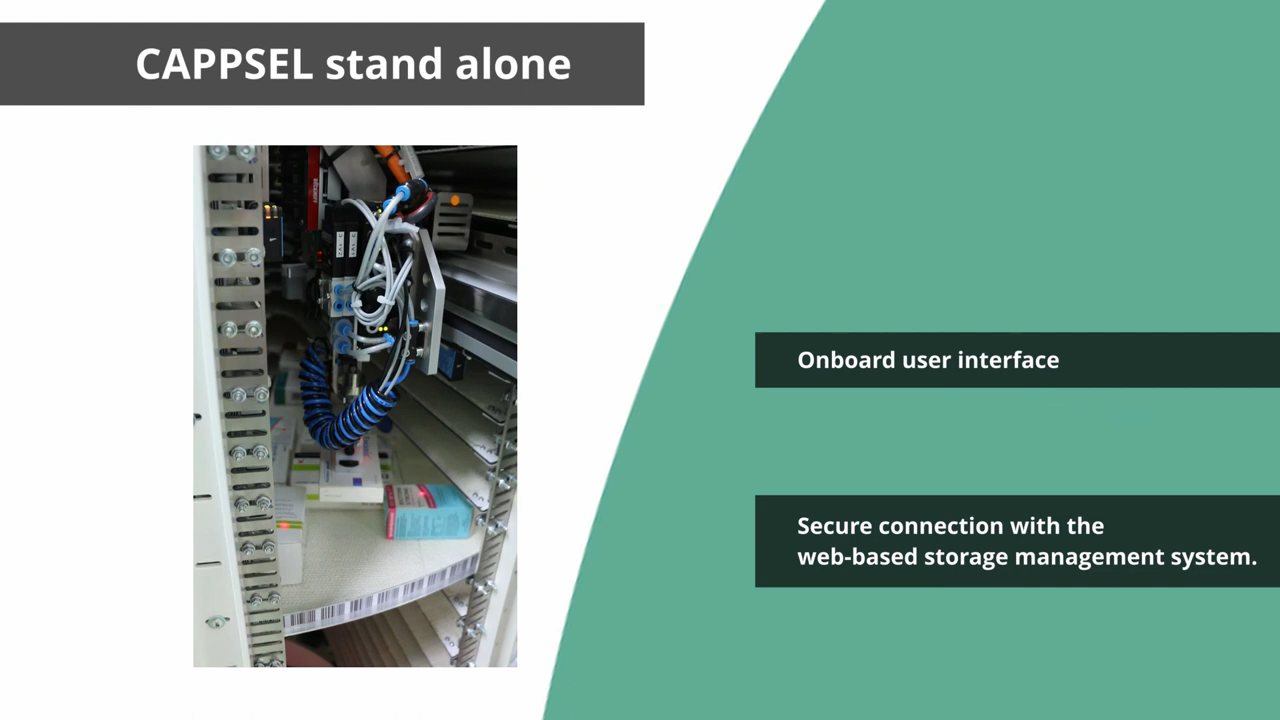 CAPPSEL stand alone
Onboard user interface
Secure connection with the
web-based storage management system.